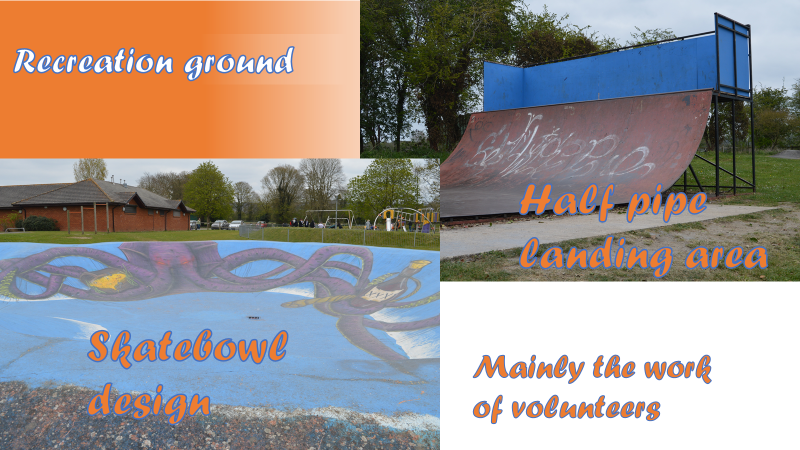 Recreation ground
Half pipe
landing area
Skatebowl
design
Mainly the work
of volunteers